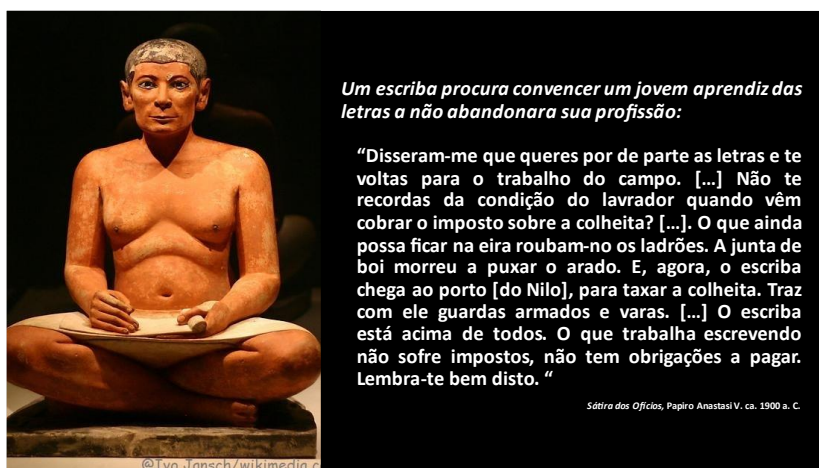 Um escriba procura convencer um jovem aprendiz das
letras a não abandonara sua profissão:
“Disseram-me que queres por de parte as letras e te
voltas para o trabalho do campo. […] Não te
recordas da condição do lavrador quando vêm
cobrar o imposto sobre a colheita? […]. O que ainda
possa ficar na eira roubam-no os ladrões. A junta de
boi morreu a puxar o arado. E, agora, o escriba
chega ao porto [do Nilo], para taxar a colheita. Traz
com ele guardas armados e varas. […] O escriba
está acima de todos. O que trabalha escrevendo
não sofre impostos, não tem obrigações a pagar.
Lembra-te bem disto. “
Sátira dos Ofícios, Papiro Anastasi V. ca. 1900 a. C.
@Ivo Jansch/wikimedia.c